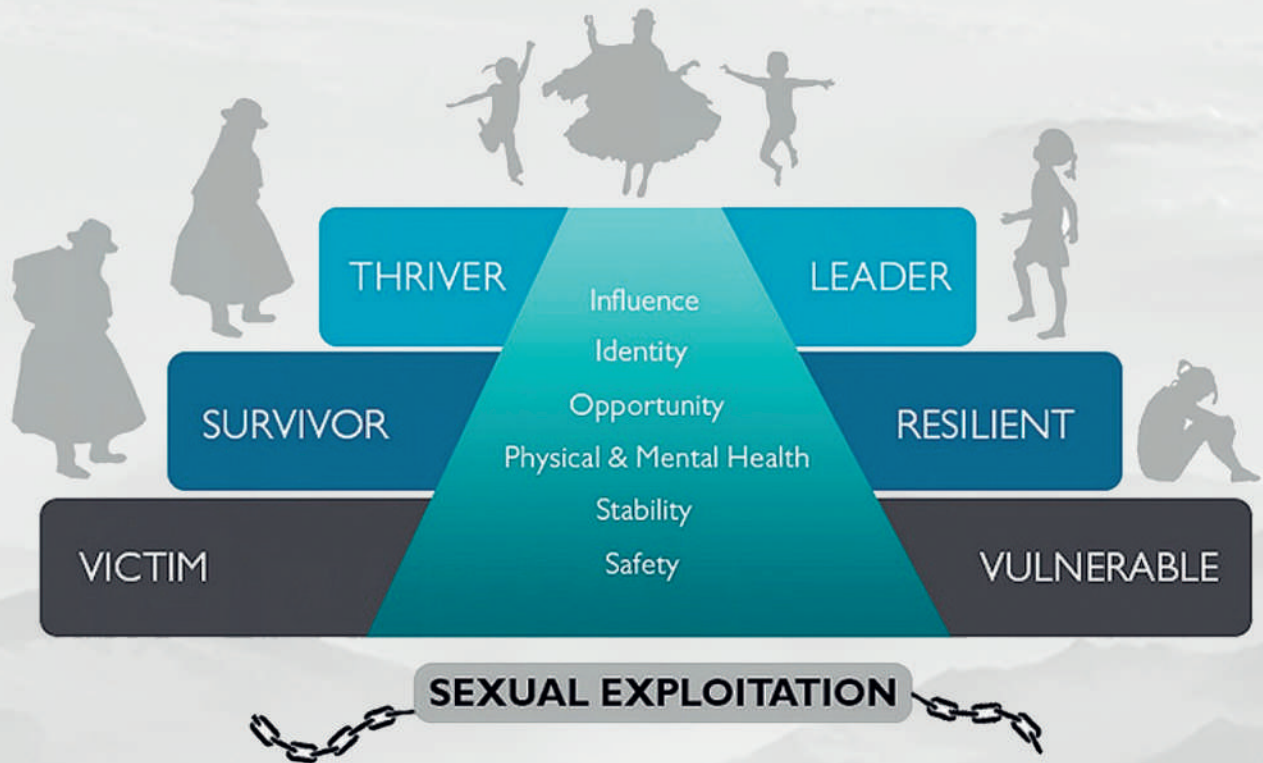 THRIVER
LEADER
Influence
Identity
Opportunity
SURVIVOR
RESILIENT
Physical & Mental Health
Stability
Safety
VICTIM
VULNERABLE
SEXUAL EXPLOITATION